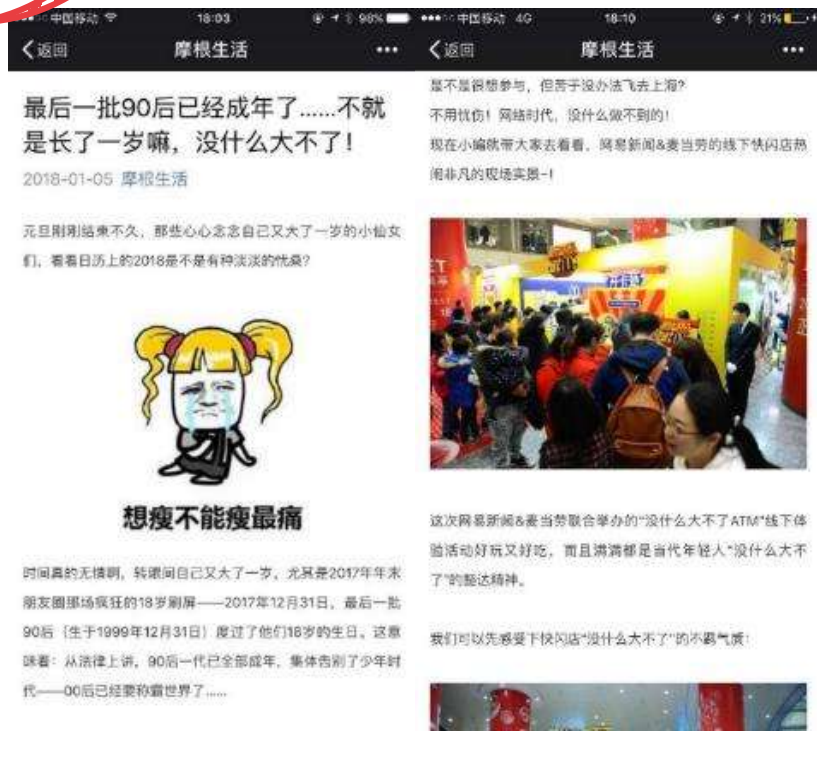 中国移动
18:03
98%
返回
摩根生活
最后一批90后已经成年了......不就
是长了一岁嘛，没什么大不了！
2018-01-05 摩根生活
元旦刚刚结束不久，那些心心念念自己又大了一岁的小仙女
们，看看日历上的2018是不是有种淡淡的忧桑？
想瘦不能瘦最痛
时间真的无情啊，转眼间自己又大了一岁，尤其是2017年年末
朋友圈那场疯狂的18岁刷屏——2017年12月31日，最后一批
90后（生于1999年12月31日）度过了他们18岁的生日。这意
味着：从法律上讲，90后一代已全部成年，集体告别了少年时
代——00后已经要称霸世界了......
中国移动 4G
18:10
21%
返回
摩根生活
是不是很想参与，但苦于没办法飞去上海？
不用忧伤！网络时代，没什么做不到的！
现在小编就带大家去看看，网易新闻&麦当劳的线下快闪店热
闹非凡的现场实景~！
这次网易新闻&麦当劳联合举办的“没什么大不了ATM”线下体
验活动好玩又好吃，而且满满都是当代年轻人“没什么大不
了”的豁达精神。
我们可以先感受下快闪店“没什么大不了”的不羁气质：